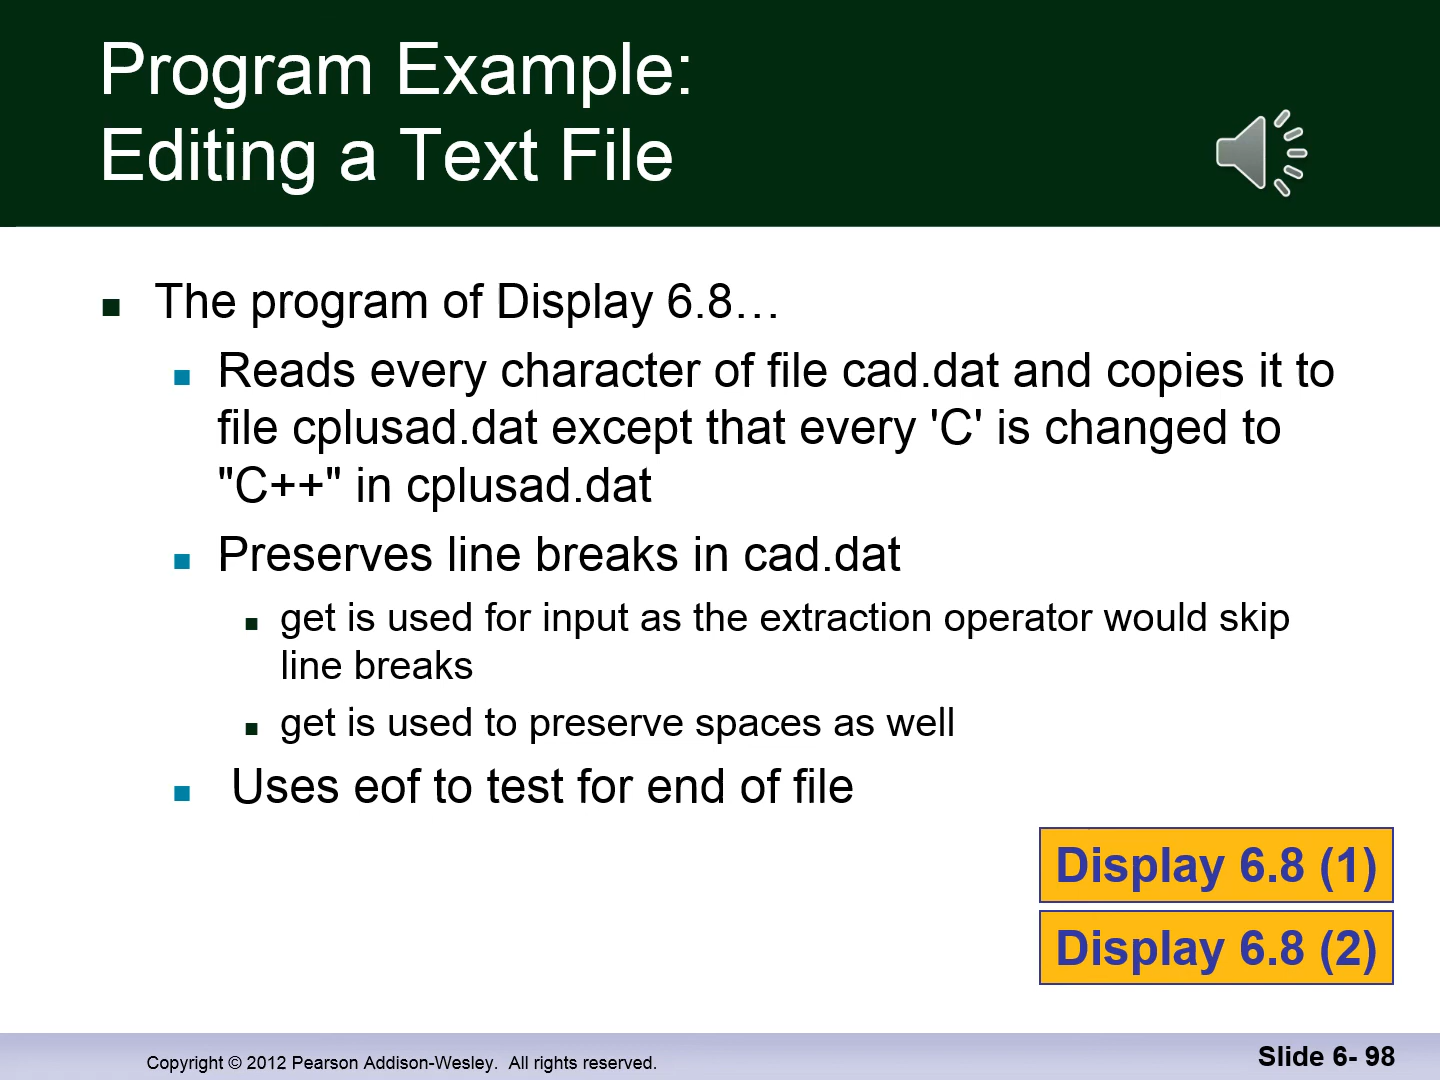 Program Example:
Editing a Text File
The program of Display 6.8…
Reads every character of file cad.dat and copies it to
file cplusad.dat except that every 'C' is changed to
"C++" in cplusad.dat
Preserves line breaks in cad.dat
get is used for input as the extraction operator would skip
line breaks
get is used to preserve spaces as well
Uses eof to test for end of file
Display 6.8 (1)
Display 6.8 (2)
Copyright © 2012 Pearson Addison-Wesley.  All rights reserved.
Slide 6- 98